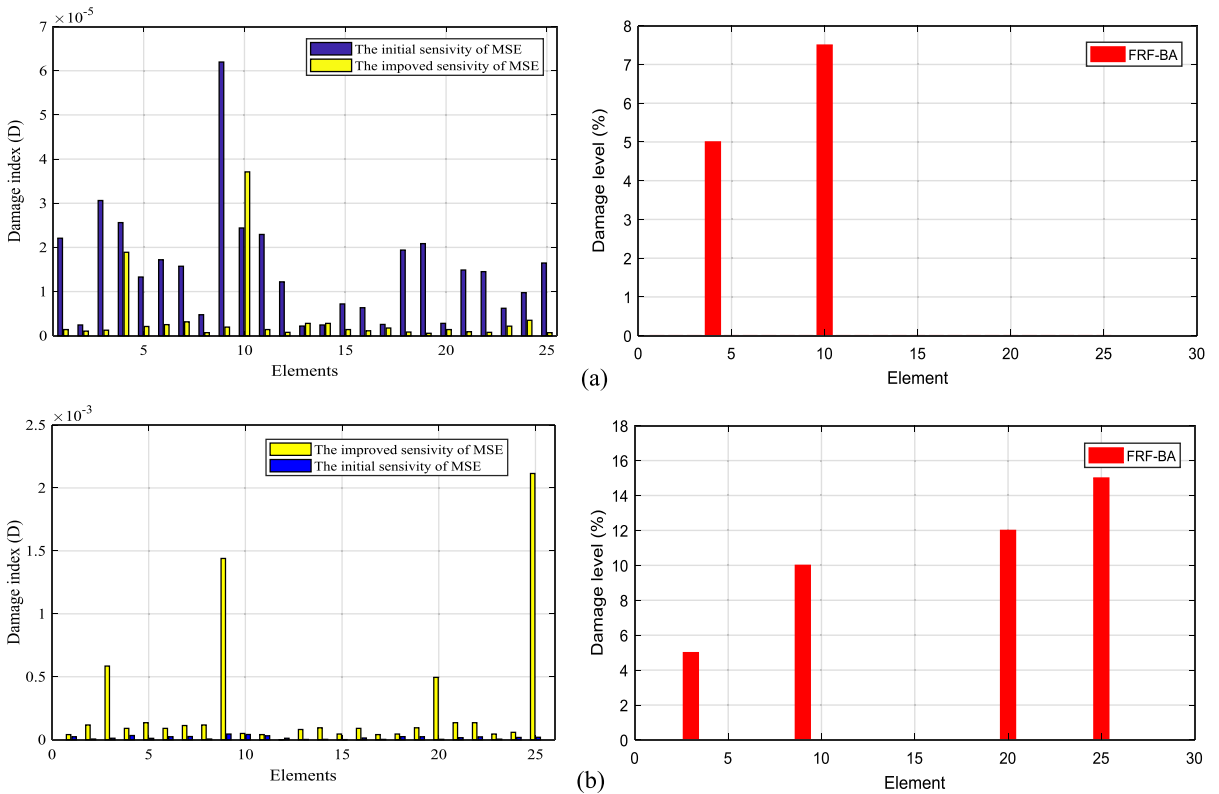 ×10-5
7
6
5
4
3
2
1
0
Damage index (D)
The initial sensivity of MSE
The impoved sensivity of MSE
5 10 15 20 25
Elements
8
7
6
5
4
3
2
1
0
Damage level (%)
FRF-BA
0 5 10 15 20 25 30
Element
(a)
×10-3
2.5
2
1.5
1
0.5
0
Damage index (D)
The improved sensivity of MSE
The initial sensivity of MSE
0 5 10 15 20 25
Elements
18
16
14
12
10
8
6
4
2
0
Damage level (%)
FRF-BA
0 5 10 15 20 25 30
Element
(b)